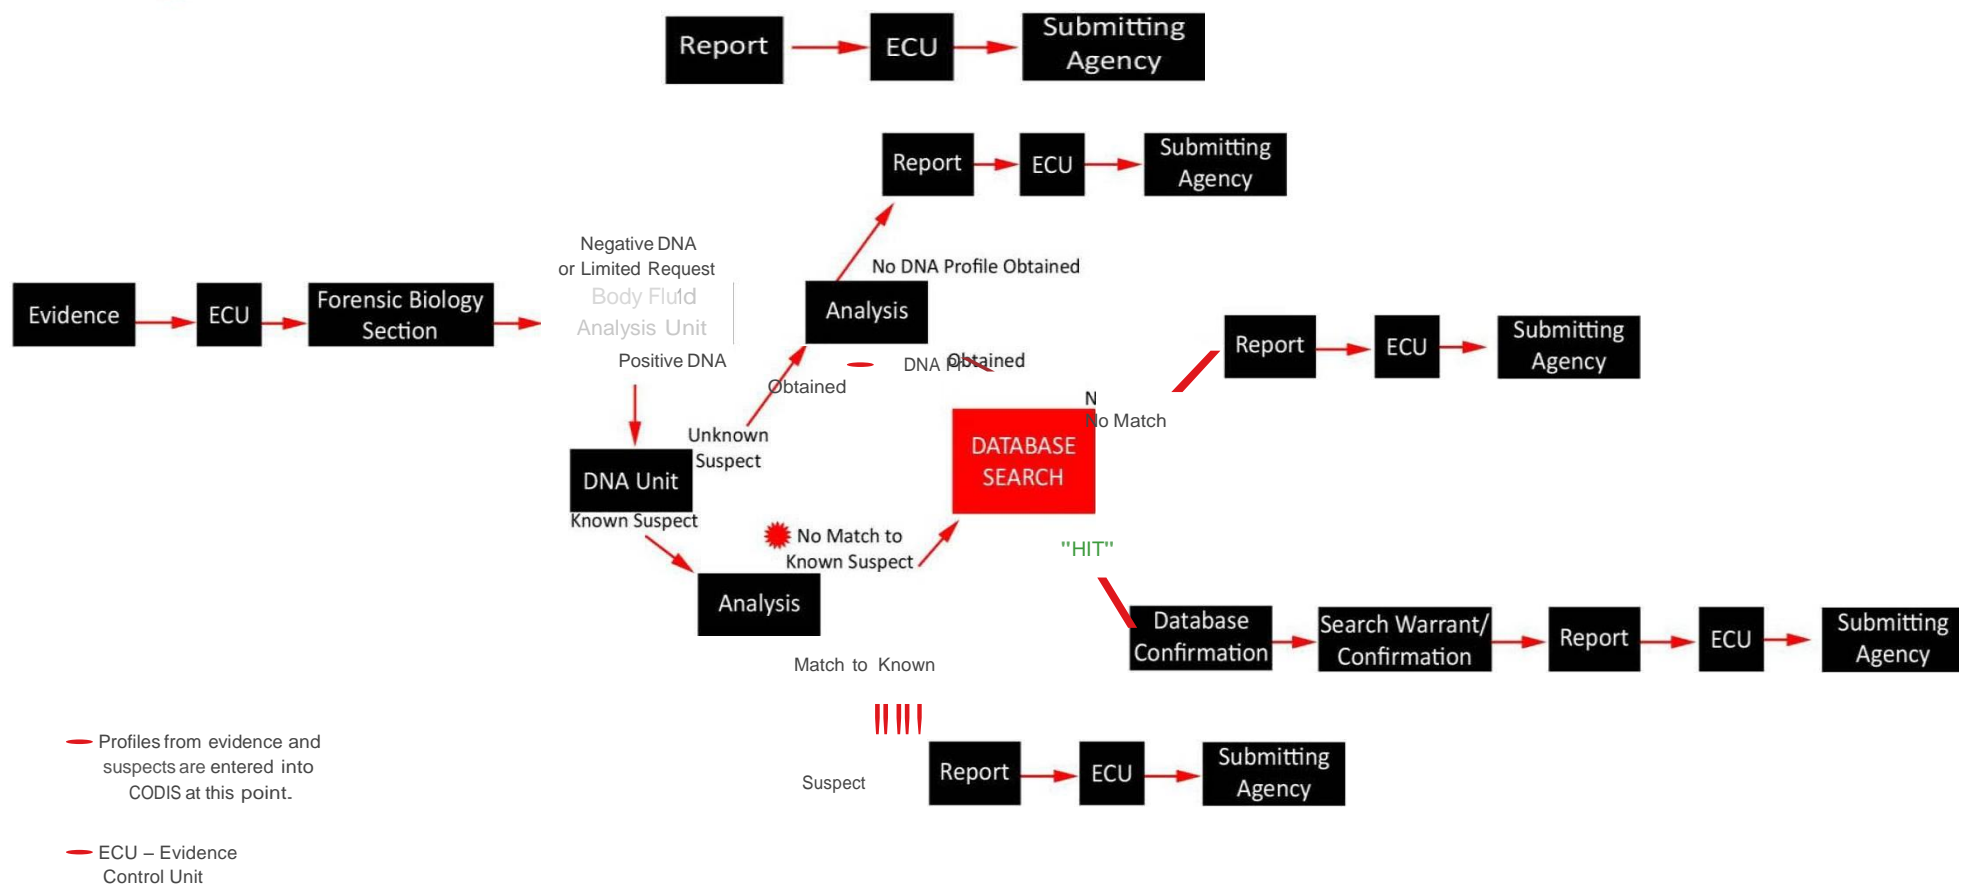 Report
ECU
Submitting
Agency
Report
ECU
Submitting
Agency
Negative DNA
or Limited Request
No DNA Profile Obtained
Evidence
ECU
Forensic Biology
Section
Body Fluid
Analysis Unit
Analysis
Positive DNA
DNA Pr
Obtained
Obtained
Report
ECU
Submitting
Agency
N
No Match
Unknown
Suspect
DATABASE
SEARCH
DNA Unit
Known Suspect
No Match to
Known Suspect
"HIT"
Analysis
Database
Confirmation
Search Warrant/
Confirmation
Report
ECU
Submitting
Agency
Match to Known
Suspect
Report
ECU
Submitting
Agency
Profiles from evidence and
suspects are entered into
CODIS at this point.
ECU – Evidence
Control Unit